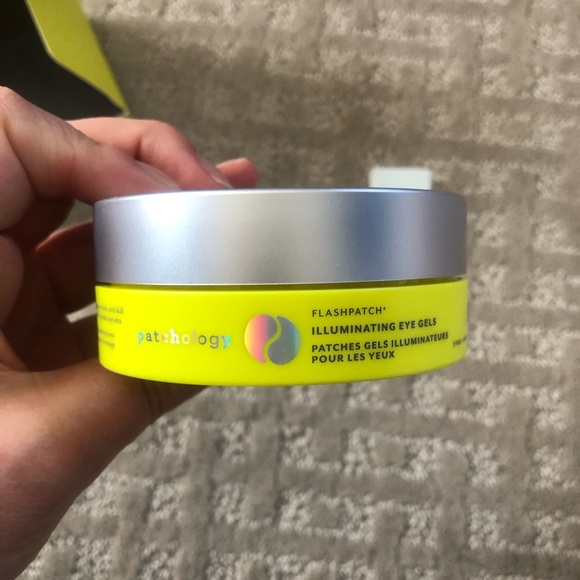 patchology
FLASHPATCH®
ILLUMINATING EYE GELS
PATCHES GELS ILLUMINATEURS
POUR LES YEUX